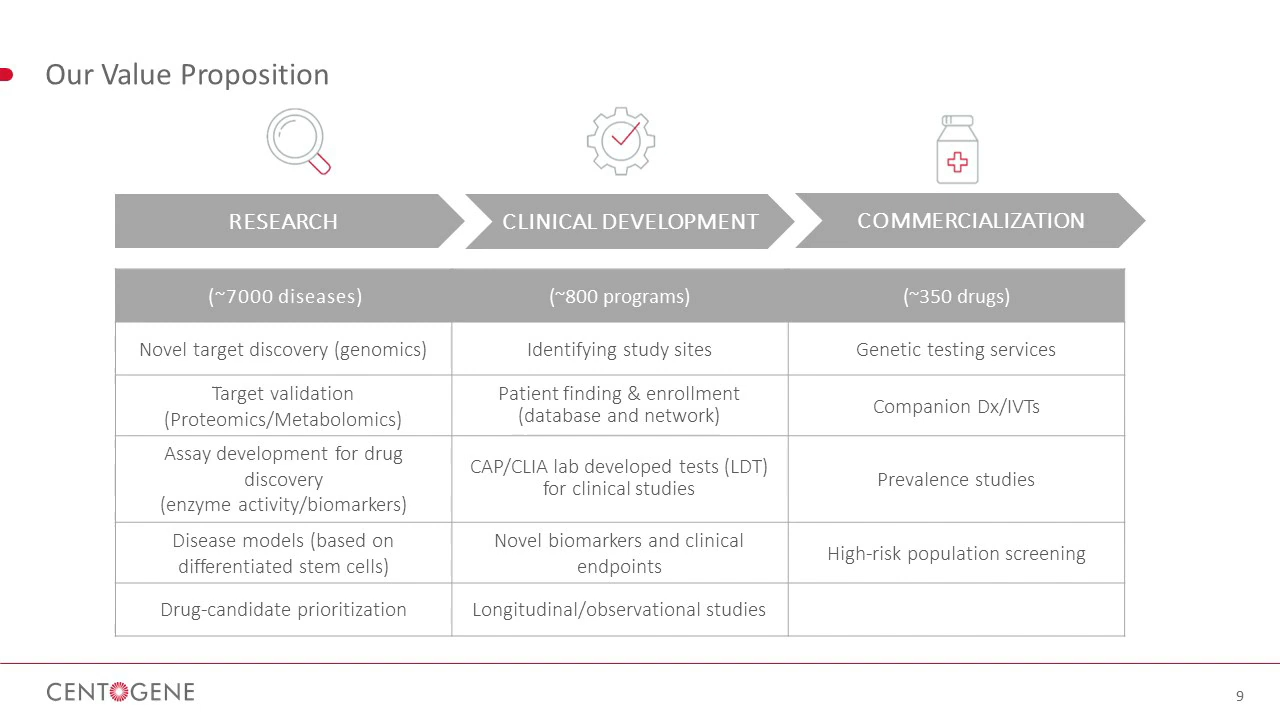 Our Value Proposition
RESEARCH
CLINICAL DEVELOPMENT
COMMERCIALIZATION
(~7000 diseases)
(~800 programs)
(~350 drugs)
Novel target discovery (genomics)
Identifying study sites
Genetic testing services
Target validation
(Proteomics/Metabolomics)
Patient finding & enrollment
(database and network)
Companion Dx/IVTs
Assay development for drug
discovery
(enzyme activity/biomarkers)
CAP/CLIA lab developed tests (LDT)
for clinical studies
Prevalence studies
Disease models (based on
differentiated stem cells)
Novel biomarkers and clinical
endpoints
High-risk population screening
Drug-candidate prioritization
Longitudinal/observational studies
CENTOGENE
9